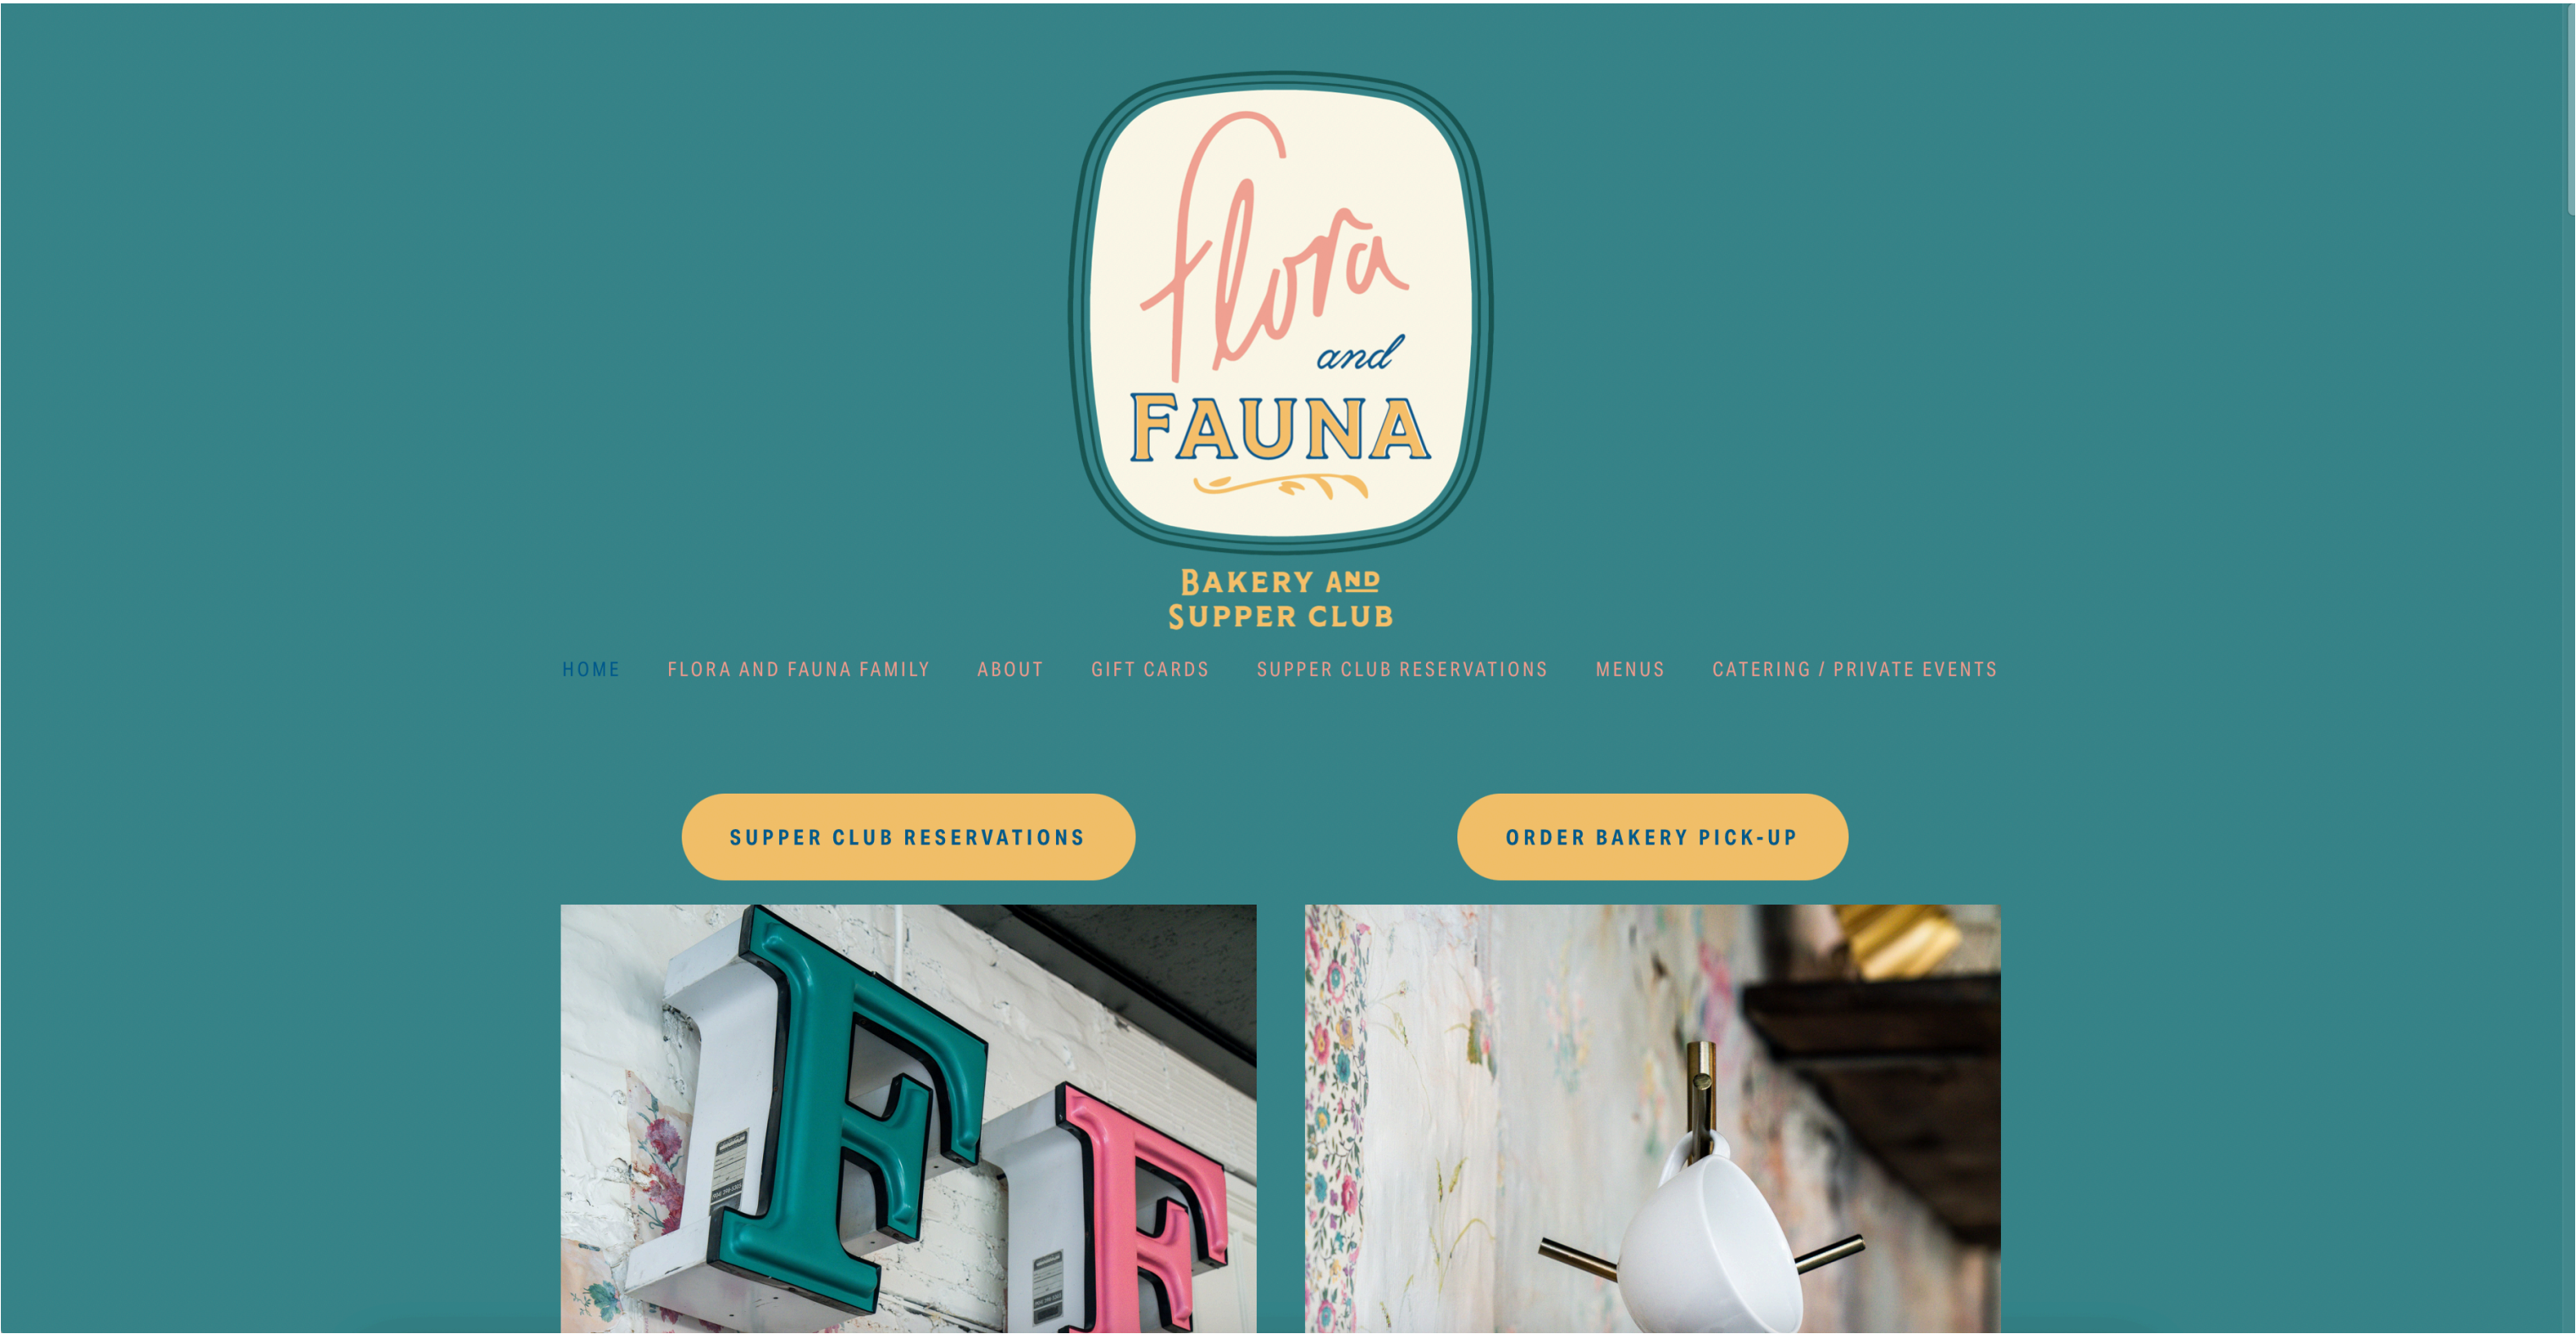 flora
and
FAUNA
BAKERY AND
SUPPER CLUB
HOME FLORA AND FAUNA FAMILY ABOUT GIFT CARDS SUPPER CLUB RESERVATIONS MENUS CATERING / PRIVATE EVENTS
SUPPER CLUB RESERVATIONS ORDER BAKERY PICK-UP
F F